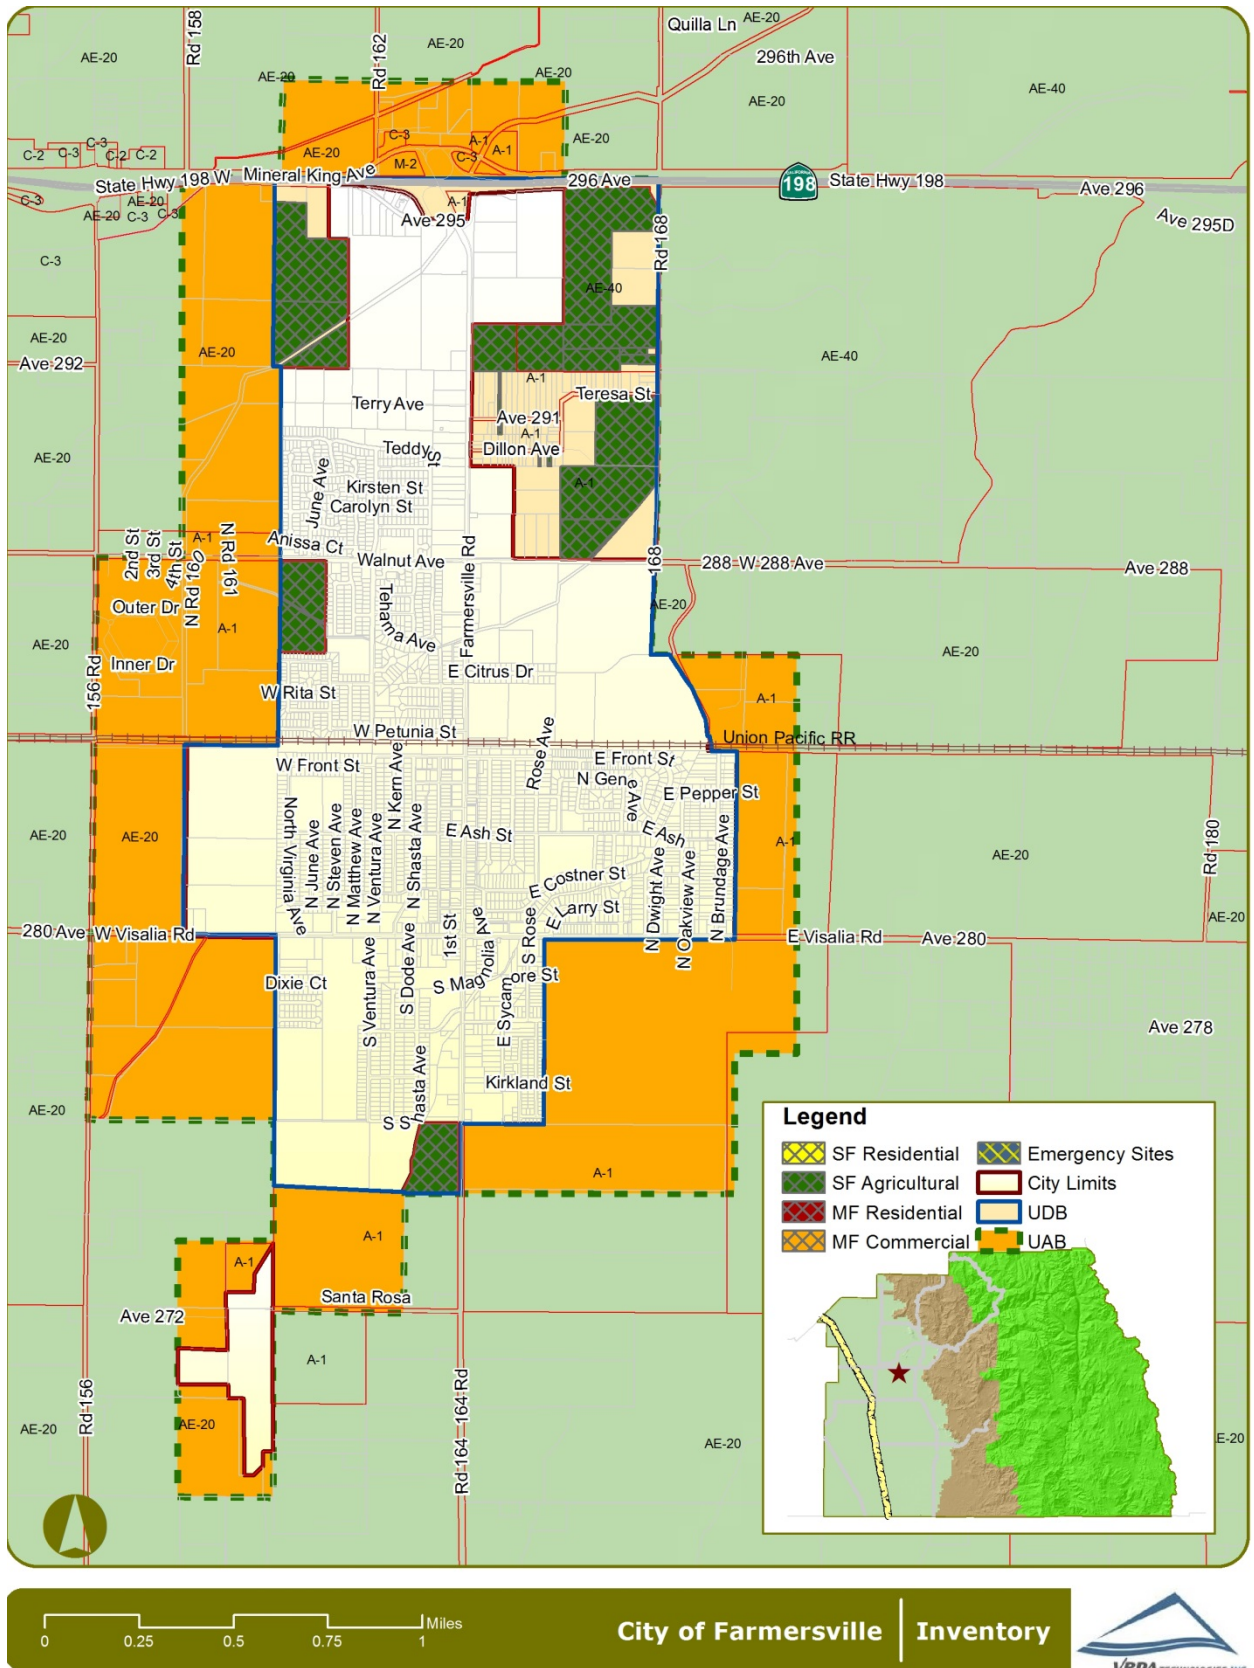 Quilla Ln
AE-20
Rd 158
Rd 162
AE-20
296th Ave
AE-20
AE-20
AE-20
AE-40
AE-20
C-3
A-1
AE-20
C-3
C-2
C-3
C-2
C-2
AE-20
M-2
C-3
A-1
State Hwy 198 W
Mineral King Ave
296 Ave
CALIFORNIA
198
State Hwy 198
Ave 296
C-3
AE-20
AE-20
C-3
C-3
A-1
Ave 295
Rd 168
Ave 295D
C-3
AE-40
AE-20
AE-20
AE-40
Ave 292
A-1
Teresa St
Terry Ave
Ave 291
A-1
Teddy St
Dillon Ave
AE-20
June Ave
Kirsten St
A-1
Carolyn St
2nd St
3rd St
4th St
N Rd 160
A-1
N Rd 161
Anissa Ct
Walnut Ave
Farmersville Rd
168
288 W 288 Ave
Ave 288
Outer Dr
A-1
Tehama Ave
AE-20
AE-20
AE-20
Inner Dr
156 Rd
E Citrus Dr
W Rita St
A-1
W Petunia St
Union Pacific RR
W Front St
N Kern Ave
Rose Ave
E Front St
N Gen
e Ave
E Pepper St
AE-20
AE-20
North Virginia Ave
N June Ave
N Steven Ave
N Matthew Ave
N Ventura Ave
N Shasta Ave
E Ash St
E Ash
A-1
AE-20
Rd 180
E Costner St
N Dwight Ave
N Oakview Ave
N Brundage Ave
E Larry St
AE-20
280 Ave
W Visalia Rd
1st St
S Rose
E Visalia Rd
Ave 280
Dixie Ct
S Ventura Ave
S Dode Ave
S Magnolia Ave
E Sycamore St
Ave 278
AE-20
Kirkland St
S Shasta Ave
A-1
Legend
SF Residential
Emergency Sites
SF Agricultural
City Limits
MF Residential
UDB
MF Commercial
UAB
A-1
A-1
Santa Rosa
Ave 272
A-1
Rd 156
AE-20
AE-20
Rd 164 164 Rd
AE-20
E-20
0
0.25
0.5
0.75
1
Miles
City of Farmersville
Inventory